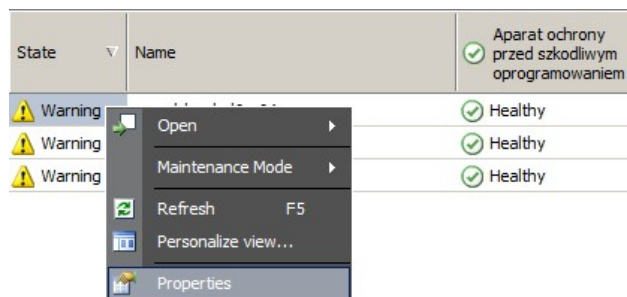 State
Name
Aparat ochrony
przed szkodliwym
oprogramowaniem
Warning
Healthy
Open
Warning
Healthy
Maintenance Mode
Warning
Healthy
Refresh F5
Personalize view...
Properties